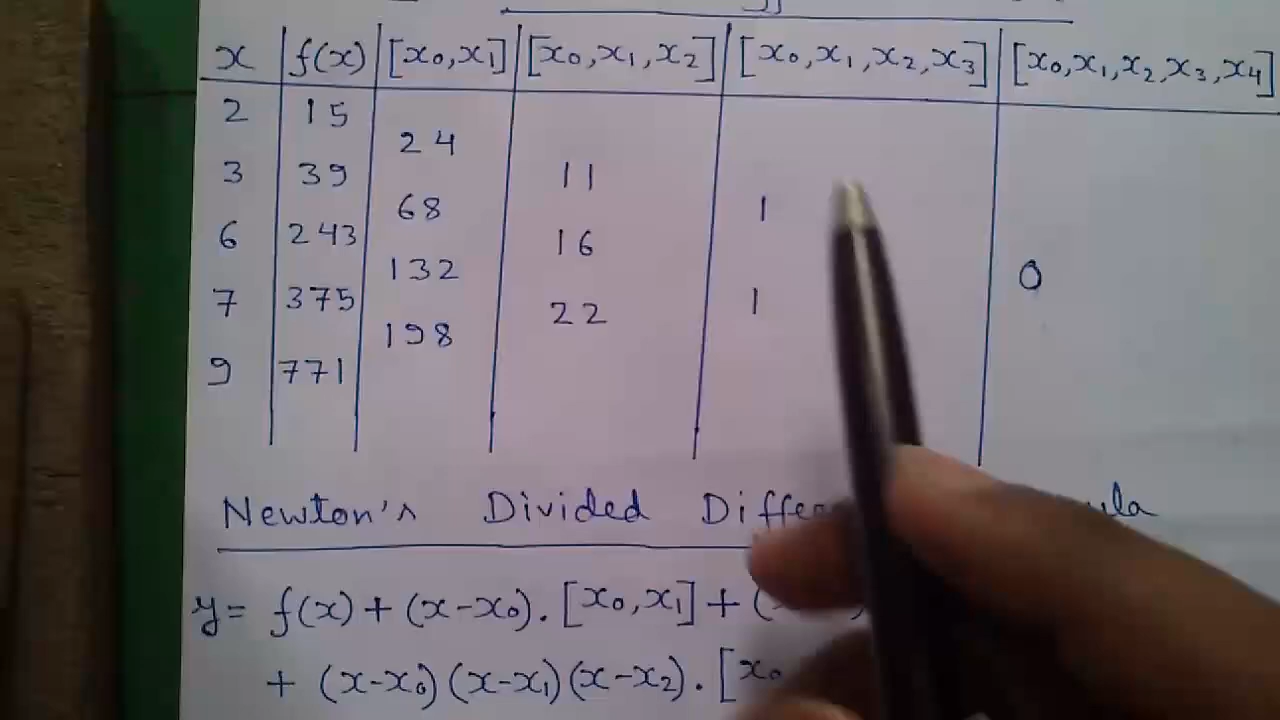 x f(x) [x0,x1] [x0,x1,x2] [x0,x1,x2,x3] [x0,x1,x2,x3,x4]
2 15
24
3 39 11
68 1
6 243 16
132 0
7 375 22 1
198
9 771
Newton's Divided
y= f(x)+(x-x0).[x0,x1]+(
+ (x-x0)(x-x1)(x-x2).[x0